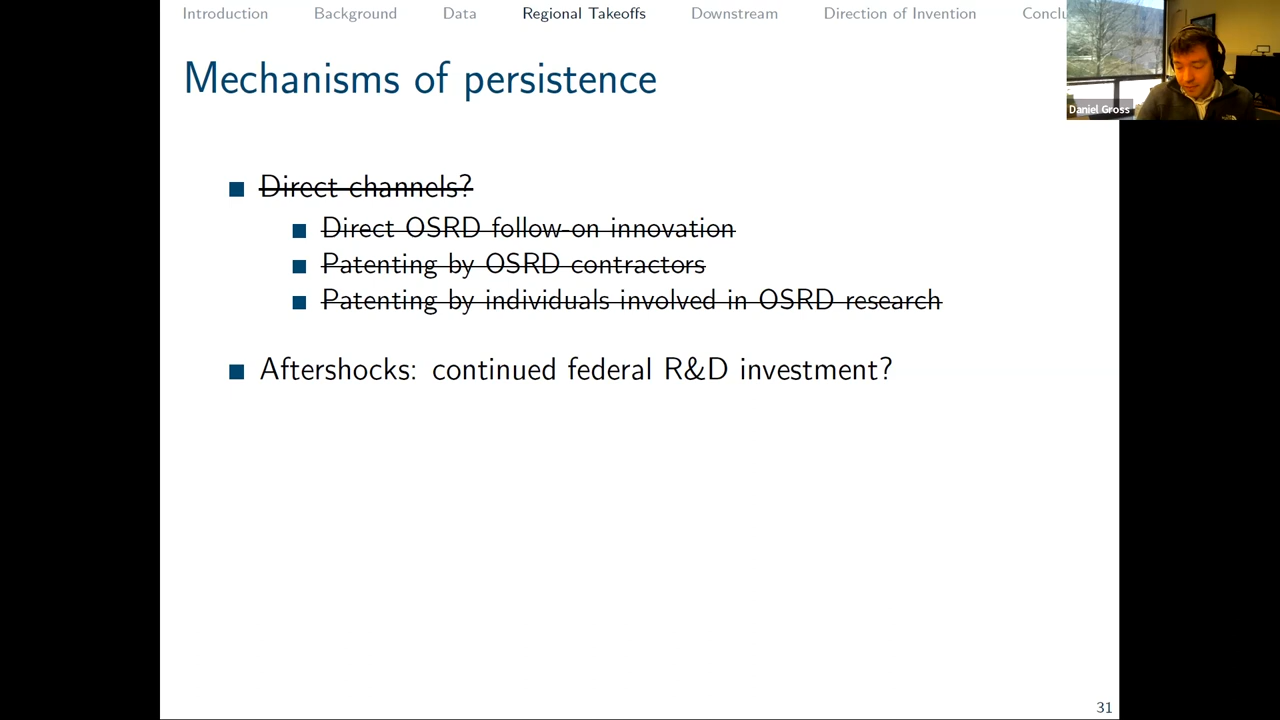 Introduction Background Data Regional Takeoffs Downstream Direction of Invention Conclu
Mechanisms of persistence
Daniel Gross
Direct channels?
Direct OSRD follow-on innovation
Patenting by OSRD contractors
Patenting by individuals involved in OSRD research
Aftershocks: continued federal R&D investment?
31